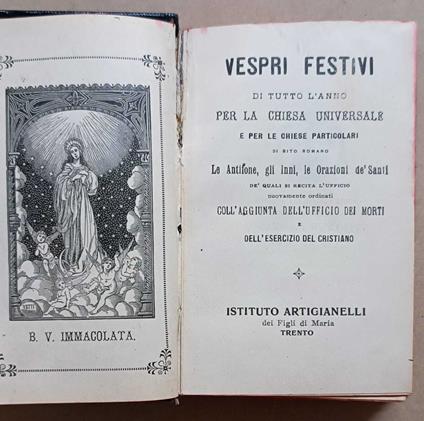 B. V. IMMACOLATA.
VESPRI FESTIVI
DI TUTTO L'ANNO
PER LA CHIESA UNIVERSALE
E PER LE CHIESE PARTICOLARI
DI RITO ROMANO
Le Antifone, gli Inni, le Orazioni de' Santi
DE' QUALI SI RECITA L'UFFICIO
nuovamente ordinati
COLL'AGGIUNTA DELL'UFFICIO DEI MORTI
E
DELL'ESERCIZIO DEL CRISTIANO
ISTITUTO ARTIGIANELLI
dei Figli di Maria
TRENTO